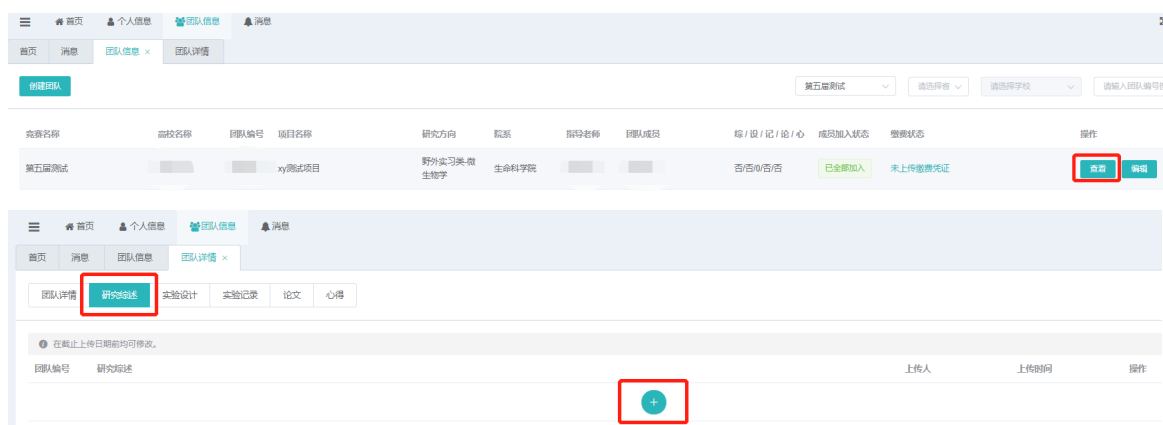 首页 个人信息 团队信息 消息
首页 消息 团队信息 × 团队详情
创建团队 第五届测试 请选择省 请选择学校 请输入团队编号
竞赛名称 高校名称 团队编号 项目名称 研究方向 院系 指导老师 团队成员 综/设/记/论/心 成员加入状态 缴费状态 操作
第五届测试 xy测试项目 野外实习类-微 生命科学院 否/否/0/否/否 已全部加入 未上传缴费凭证 查看 编辑
生物学
首页 个人信息 团队信息 消息
首页 消息 团队信息 团队详情 ×
团队详情 研究综述 实验设计 实验记录 论文 心得
在截止上传日期前均可修改。
团队编号 研究综述 上传人 上传时间 操作
+